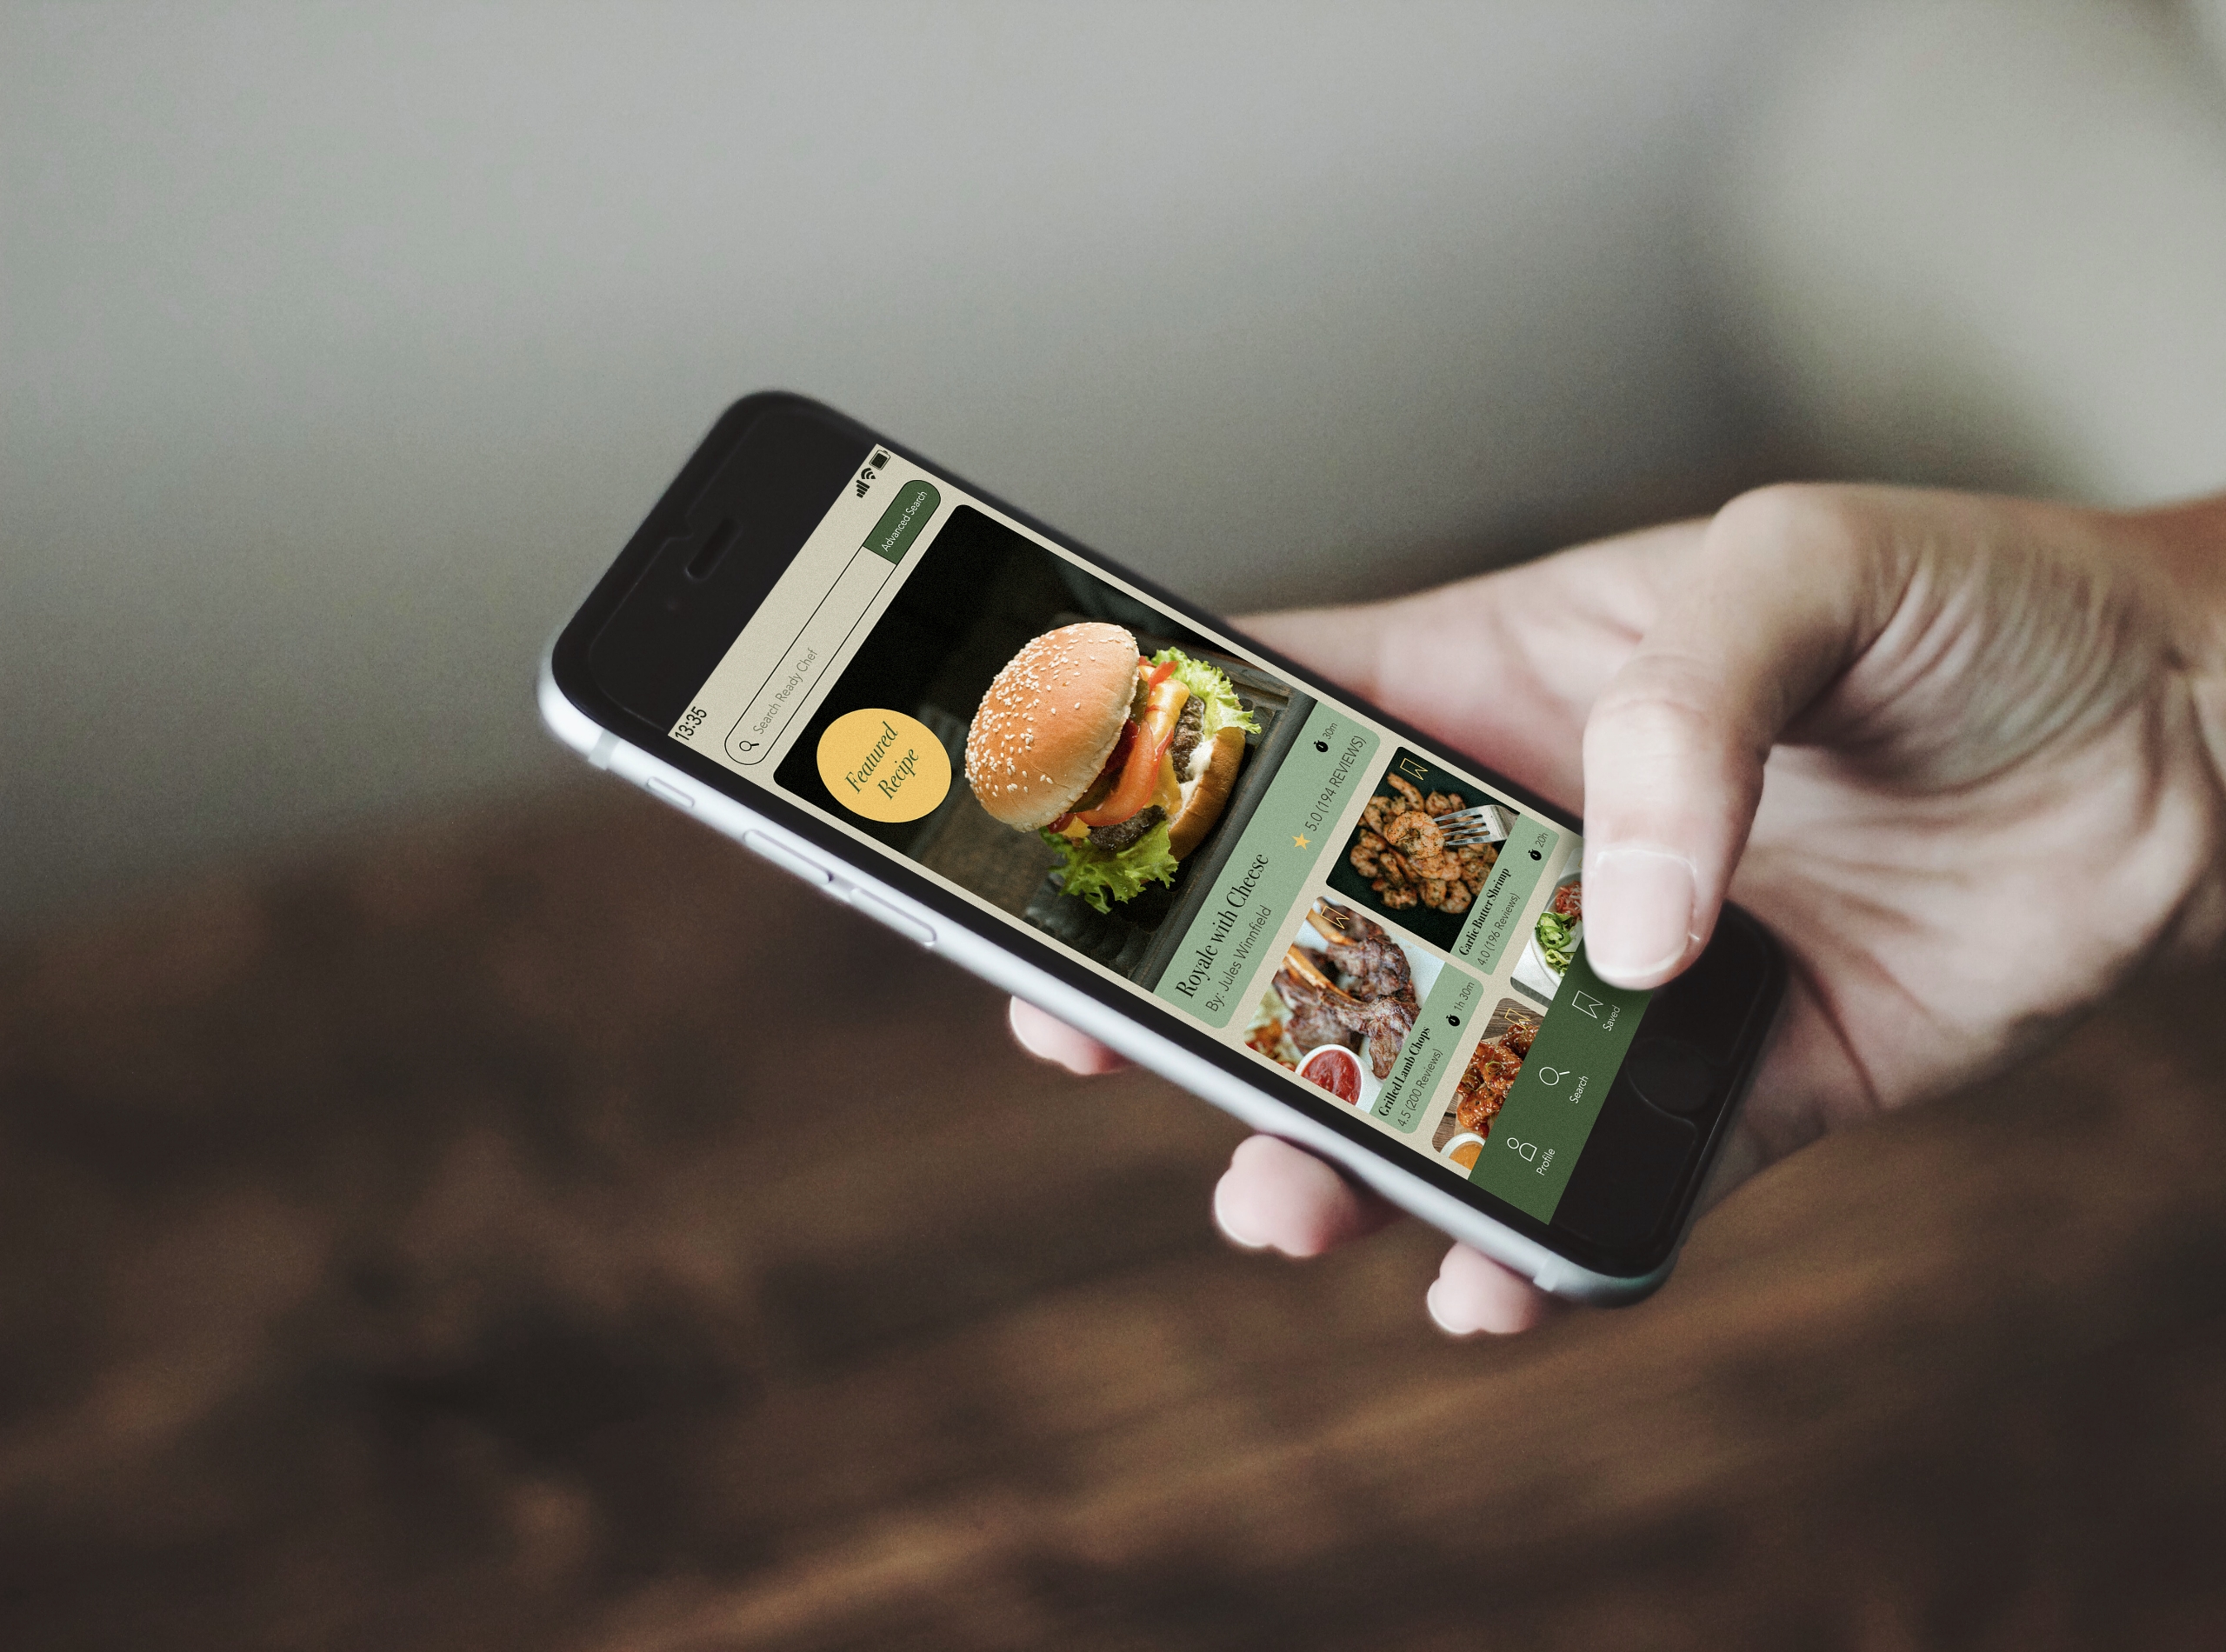 13:35
Search Ready Chef
Advanced Search
Featured
Recipe
Royale with Cheese
By: Jules Winnfield
30m
5.0 (194 REVIEWS)
Grilled Lamb Chops
4.5 (200 Reviews)
1h 30m
Garlic Butter Shrimp
4.0 (196 Reviews)
20h
Profile
Search
Saved